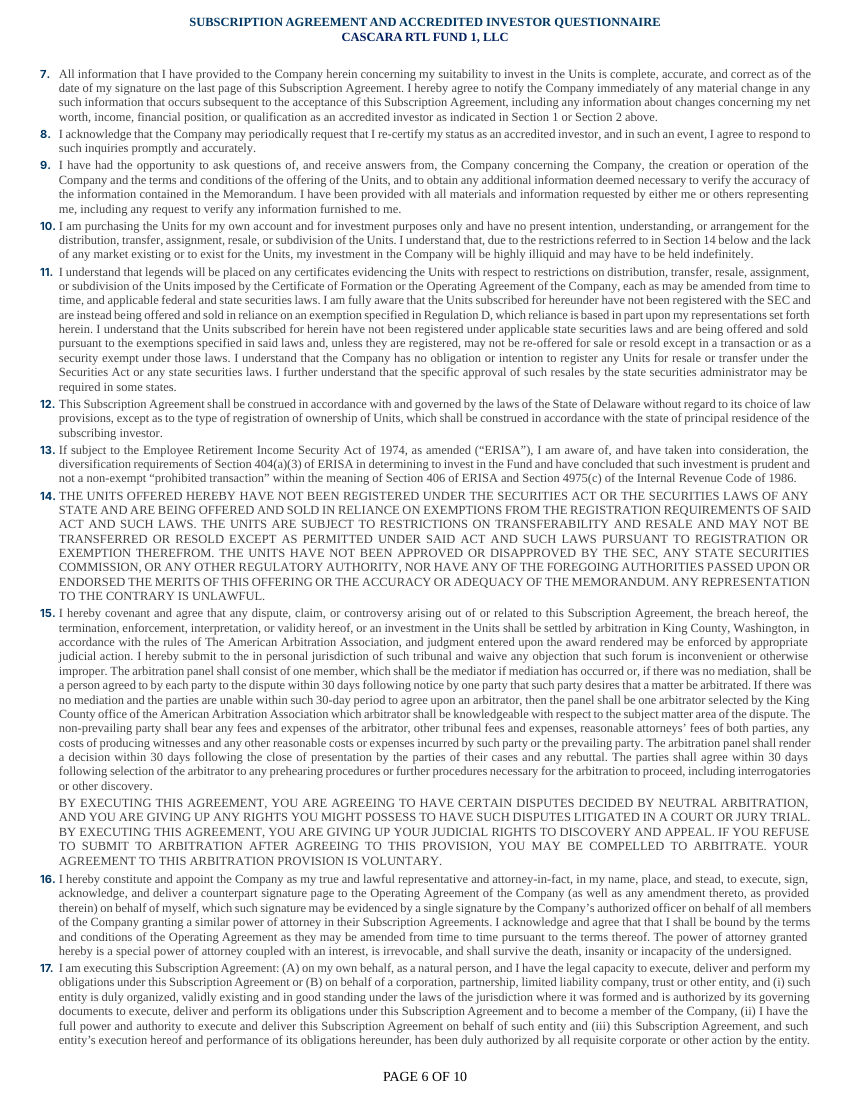 SUBSCRIPTION AGREEMENT AND ACCREDITED INVESTOR QUESTIONNAIRE
CASCARA RTL FUND 1, LLC
7. All information that I have provided to the Company herein concerning my suitability to invest in the Units is complete, accurate, and correct as of the
date of my signature on the last page of this Subscription Agreement. I hereby agree to notify the Company immediately of any material change in any
such information that occurs subsequent to the acceptance of this Subscription Agreement, including any information about changes concerning my net
worth, income, financial position, or qualification as an accredited investor as indicated in Section 1 or Section 2 above.
8. I acknowledge that the Company may periodically request that I re-certify my status as an accredited investor, and in such an event, I agree to respond to
such inquiries promptly and accurately.
9. I have had the opportunity to ask questions of, and receive answers from, the Company concerning the Company, the creation or operation of the
Company and the terms and conditions of the offering of the Units, and to obtain any additional information deemed necessary to verify the accuracy of
the information contained in the Memorandum. I have been provided with all materials and information requested by either me or others representing
me, including any request to verify any information furnished to me.
10. I am purchasing the Units for my own account and for investment purposes only and have no present intention, understanding, or arrangement for the
distribution, transfer, assignment, resale, or subdivision of the Units. I understand that, due to the restrictions referred to in Section 14 below and the lack
of any market existing or to exist for the Units, my investment in the Company will be highly illiquid and may have to be held indefinitely.
11. I understand that legends will be placed on any certificates evidencing the Units with respect to restrictions on distribution, transfer, resale, assignment,
or subdivision of the Units imposed by the Certificate of Formation or the Operating Agreement of the Company, each as may be amended from time to
time, and applicable federal and state securities laws. I am fully aware that the Units subscribed for hereunder have not been registered with the SEC and
are instead being offered and sold in reliance on an exemption specified in Regulation D, which reliance is based in part upon my representations set forth
herein. I understand that the Units subscribed for herein have not been registered under applicable state securities laws and are being offered and sold
pursuant to the exemptions specified in said laws and, unless they are registered, may not be re-offered for sale or resold except in a transaction or as a
security exempt under those laws. I understand that the Company has no obligation or intention to register any Units for resale or transfer under the
Securities Act or any state securities laws. I further understand that the specific approval of such resales by the state securities administrator may be
required in some states.
12. This Subscription Agreement shall be construed in accordance with and governed by the laws of the State of Delaware without regard to its choice of law
provisions, except as to the type of registration of ownership of Units, which shall be construed in accordance with the state of principal residence of the
subscribing investor.
13. If subject to the Employee Retirement Income Security Act of 1974, as amended (“ERISA”), I am aware of, and have taken into consideration, the
diversification requirements of Section 404(a)(3) of ERISA in determining to invest in the Fund and have concluded that such investment is prudent and
not a non-exempt “prohibited transaction” within the meaning of Section 406 of ERISA and Section 4975(c) of the Internal Revenue Code of 1986.
14. THE UNITS OFFERED HEREBY HAVE NOT BEEN REGISTERED UNDER THE SECURITIES ACT OR THE SECURITIES LAWS OF ANY
STATE AND ARE BEING OFFERED AND SOLD IN RELIANCE ON EXEMPTIONS FROM THE REGISTRATION REQUIREMENTS OF SAID
ACT AND SUCH LAWS. THE UNITS ARE SUBJECT TO RESTRICTIONS ON TRANSFERABILITY AND RESALE AND MAY NOT BE
TRANSFERRED OR RESOLD EXCEPT AS PERMITTED UNDER SAID ACT AND SUCH LAWS PURSUANT TO REGISTRATION OR
EXEMPTION THEREFROM. THE UNITS HAVE NOT BEEN APPROVED OR DISAPPROVED BY THE SEC, ANY STATE SECURITIES
COMMISSION, OR ANY OTHER REGULATORY AUTHORITY, NOR HAVE ANY OF THE FOREGOING AUTHORITIES PASSED UPON OR
ENDORSED THE MERITS OF THIS OFFERING OR THE ACCURACY OR ADEQUACY OF THE MEMORANDUM. ANY REPRESENTATION
TO THE CONTRARY IS UNLAWFUL.
15. I hereby covenant and agree that any dispute, claim, or controversy arising out of or related to this Subscription Agreement, the breach hereof, the
termination, enforcement, interpretation, or validity hereof, or an investment in the Units shall be settled by arbitration in King County, Washington, in
accordance with the rules of The American Arbitration Association, and judgment entered upon the award rendered may be enforced by appropriate
judicial action. I hereby submit to the in personal jurisdiction of such tribunal and waive any objection that such forum is inconvenient or otherwise
improper. The arbitration panel shall consist of one member, which shall be the mediator if mediation has occurred or, if there was no mediation, shall be
a person agreed to by each party to the dispute within 30 days following notice by one party that such party desires that a matter be arbitrated. If there was
no mediation and the parties are unable within such 30-day period to agree upon an arbitrator, then the panel shall be one arbitrator selected by the King
County office of the American Arbitration Association which arbitrator shall be knowledgeable with respect to the subject matter area of the dispute. The
non-prevailing party shall bear any fees and expenses of the arbitrator, other tribunal fees and expenses, reasonable attorneys’ fees of both parties, any
costs of producing witnesses and any other reasonable costs or expenses incurred by such party or the prevailing party. The arbitration panel shall render
a decision within 30 days following the close of presentation by the parties of their cases and any rebuttal. The parties shall agree within 30 days
following selection of the arbitrator to any prehearing procedures or further procedures necessary for the arbitration to proceed, including interrogatories
or other discovery.
BY EXECUTING THIS AGREEMENT, YOU ARE AGREEING TO HAVE CERTAIN DISPUTES DECIDED BY NEUTRAL ARBITRATION,
AND YOU ARE GIVING UP ANY RIGHTS YOU MIGHT POSSESS TO HAVE SUCH DISPUTES LITIGATED IN A COURT OR JURY TRIAL.
BY EXECUTING THIS AGREEMENT, YOU ARE GIVING UP YOUR JUDICIAL RIGHTS TO DISCOVERY AND APPEAL. IF YOU REFUSE
TO SUBMIT TO ARBITRATION AFTER AGREEING TO THIS PROVISION, YOU MAY BE COMPELLED TO ARBITRATE. YOUR
AGREEMENT TO THIS ARBITRATION PROVISION IS VOLUNTARY.
16. I hereby constitute and appoint the Company as my true and lawful representative and attorney-in-fact, in my name, place, and stead, to execute, sign,
acknowledge, and deliver a counterpart signature page to the Operating Agreement of the Company (as well as any amendment thereto, as provided
therein) on behalf of myself, which such signature may be evidenced by a single signature by the Company’s authorized officer on behalf of all members
of the Company granting a similar power of attorney in their Subscription Agreements. I acknowledge and agree that that I shall be bound by the terms
and conditions of the Operating Agreement as they may be amended from time to time pursuant to the terms thereof. The power of attorney granted
hereby is a special power of attorney coupled with an interest, is irrevocable, and shall survive the death, insanity or incapacity of the undersigned.
17. I am executing this Subscription Agreement: (A) on my own behalf, as a natural person, and I have the legal capacity to execute, deliver and perform my
obligations under this Subscription Agreement or (B) on behalf of a corporation, partnership, limited liability company, trust or other entity, and (i) such
entity is duly organized, validly existing and in good standing under the laws of the jurisdiction where it was formed and is authorized by its governing
documents to execute, deliver and perform its obligations under this Subscription Agreement and to become a member of the Company, (ii) I have the
full power and authority to execute and deliver this Subscription Agreement on behalf of such entity and (iii) this Subscription Agreement, and such
entity’s execution hereof and performance of its obligations hereunder, has been duly authorized by all requisite corporate or other action by the entity.
PAGE 6 OF 10